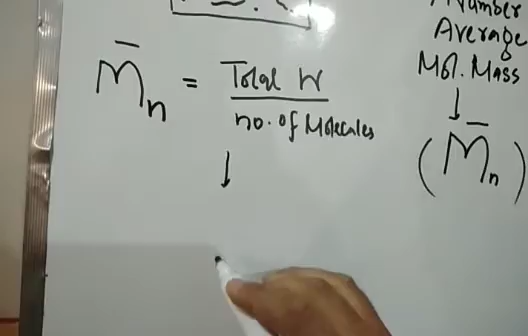 Number
Average
Mol. Mass
↓
(M̅n)
M̅n = Total W / no. of Molecules
↓